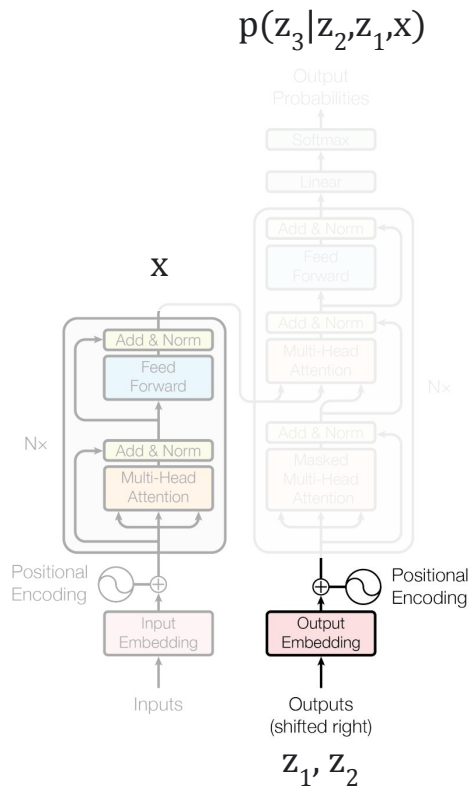 p(z₃|z₂,z₁,x)
Output
Probabilities
Softmax
Linear
Add & Norm
Feed
Forward
Add & Norm
Multi-Head
Attention
Nx
Add & Norm
Masked
Multi-Head
Attention
x
Add & Norm
Feed
Forward
Nx
Add & Norm
Multi-Head
Attention
Positional
Encoding
Input
Embedding
Inputs
Positional
Encoding
Output
Embedding
Outputs
(shifted right)
z₁, z₂